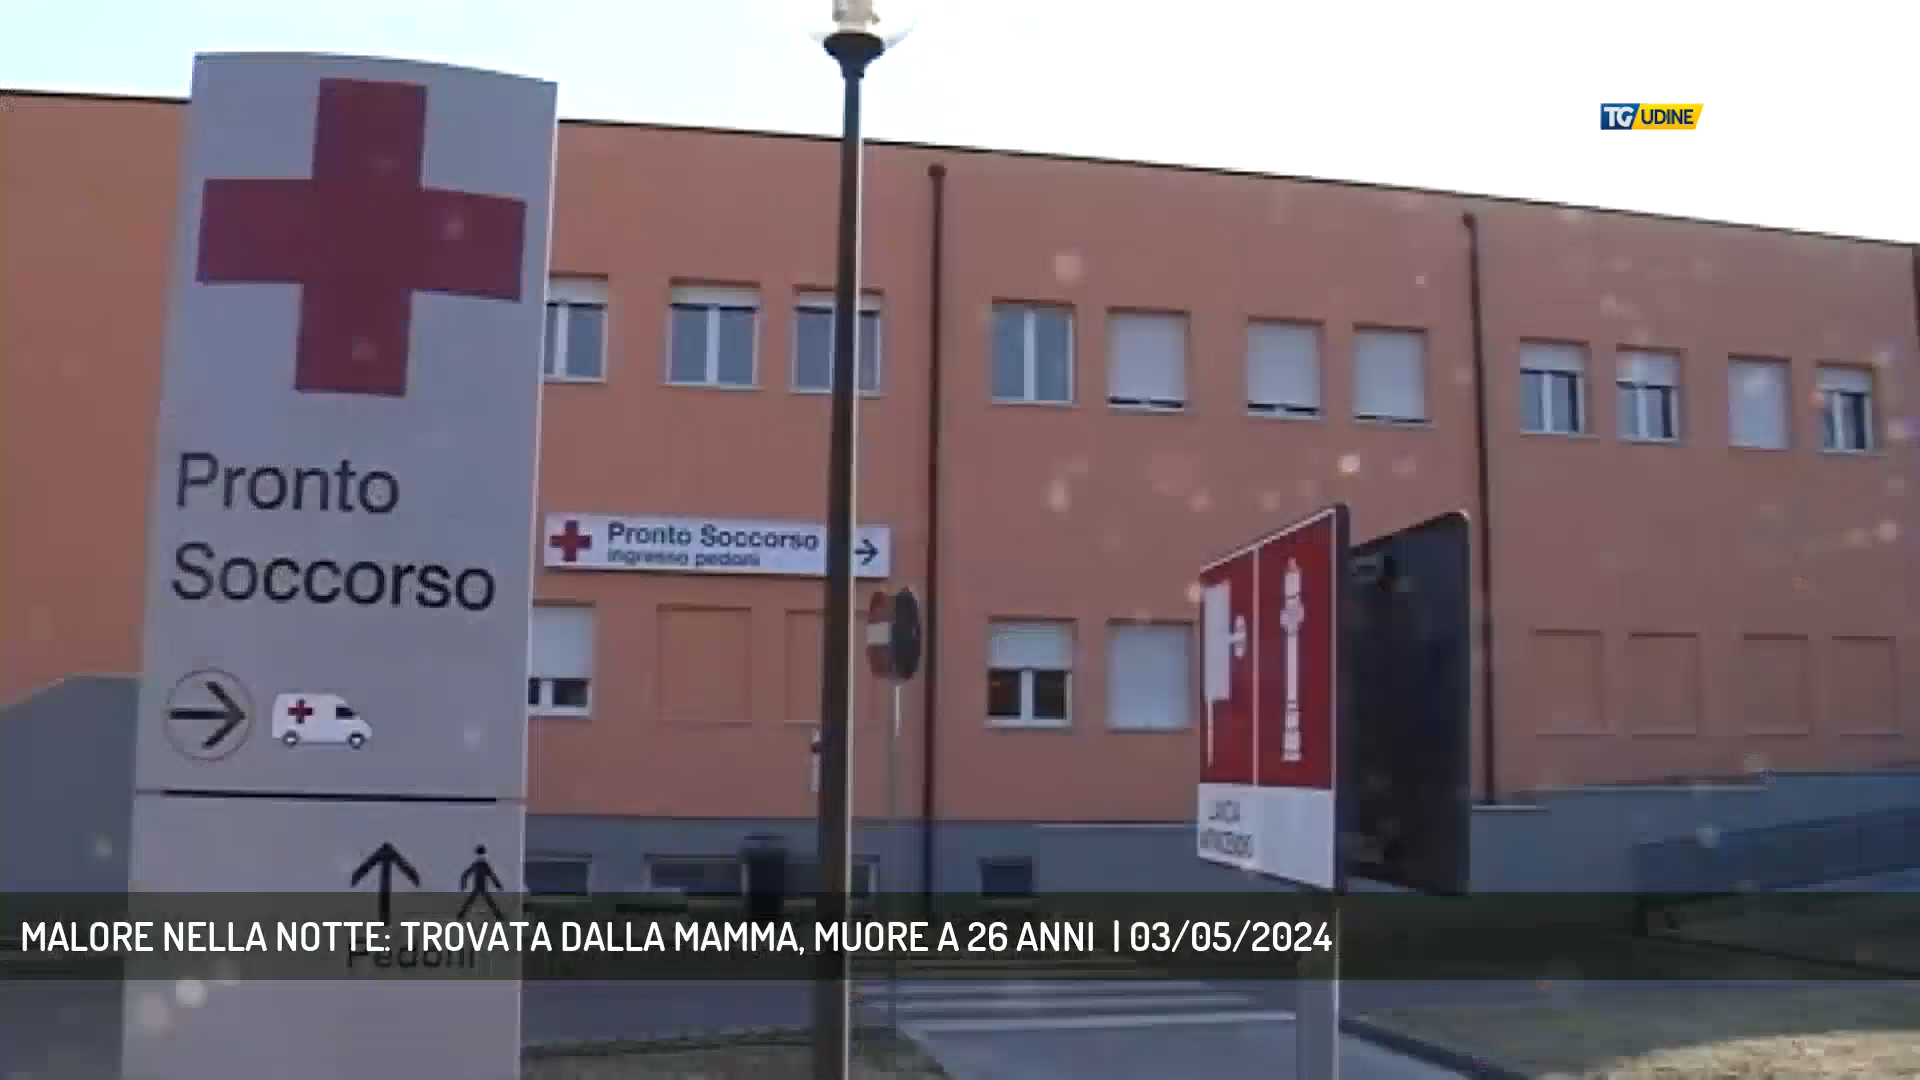 TG UDINE
Pronto
Soccorso
Pronto Soccorso
ingresso pedoni
Pedoni
MALORE NELLA NOTTE: TROVATA DALLA MAMMA, MUORE A 26 ANNI | 03/05/2024